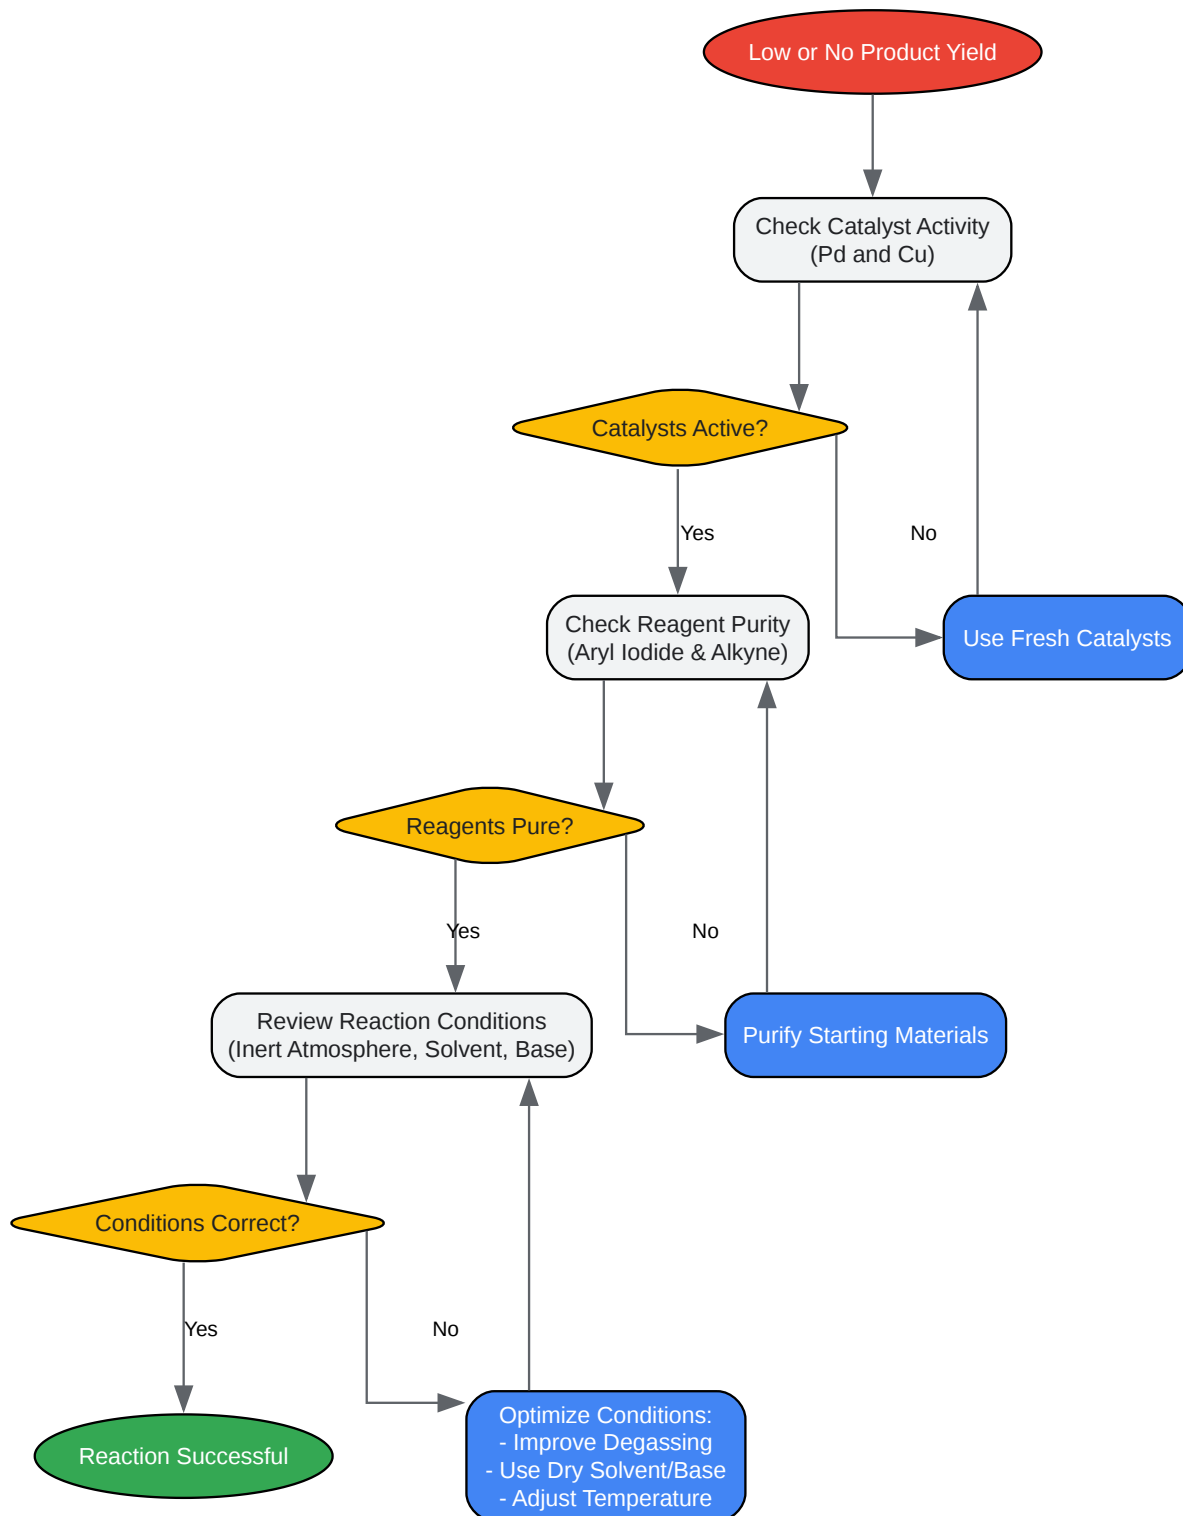 Low or No Product Yield
Check Catalyst Activity
(Pd and Cu)
Catalysts Active?
Yes
No
Check Reagent Purity
(Aryl Iodide & Alkyne)
Use Fresh Catalysts
Reagents Pure?
Yes
No
Review Reaction Conditions
(Inert Atmosphere, Solvent, Base)
Purify Starting Materials
Conditions Correct?
Yes
No
Reaction Successful
Optimize Conditions:
- Improve Degassing
- Use Dry Solvent/Base
- Adjust Temperature